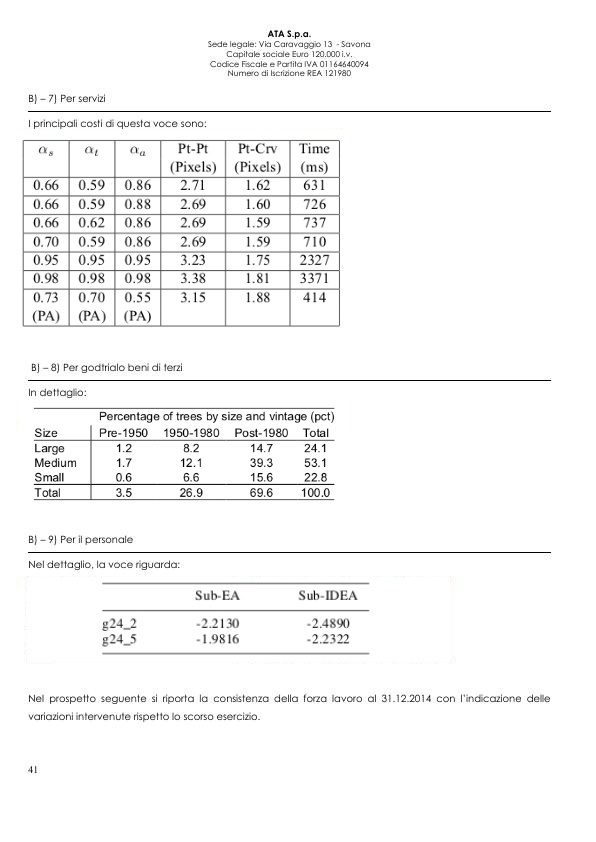 ATA S.p.a.
Sede legale: Via Caravaggio 13 - Savona
Capitale sociale Euro 120.000 i.v.
Codice Fiscale e Partita IVA 01164640094
Numero di Iscrizione REA 121980
B) – 7) Per servizi
I principali costi di questa voce sono:
αs αt αa Pt-Pt Pt-Crv Time
(Pixels) (Pixels) (ms)
0.66 0.59 0.86 2.71 1.62 631
0.66 0.59 0.88 2.69 1.60 726
0.66 0.62 0.86 2.69 1.59 737
0.70 0.59 0.86 2.69 1.59 710
0.95 0.95 0.95 3.23 1.75 2327
0.98 0.98 0.98 3.38 1.81 3371
0.73 0.70 0.55 3.15 1.88 414
(PA) (PA) (PA)
B) – 8) Per godtrialo beni di terzi
In dettaglio:
Percentage of trees by size and vintage (pct)
Size Pre-1950 1950-1980 Post-1980 Total
Large 1.2 8.2 14.7 24.1
Medium 1.7 12.1 39.3 53.1
Small 0.6 6.6 15.6 22.8
Total 3.5 26.9 69.6 100.0
B) – 9) Per il personale
Nel dettaglio, la voce riguarda:
Sub-EA Sub-IDEA
g24_2 -2.2130 -2.4890
g24_5 -1.9816 -2.2322
Nel prospetto seguente si riporta la consistenza della forza lavoro al 31.12.2014 con l'indicazione delle
variazioni intervenute rispetto lo scorso esercizio.
41